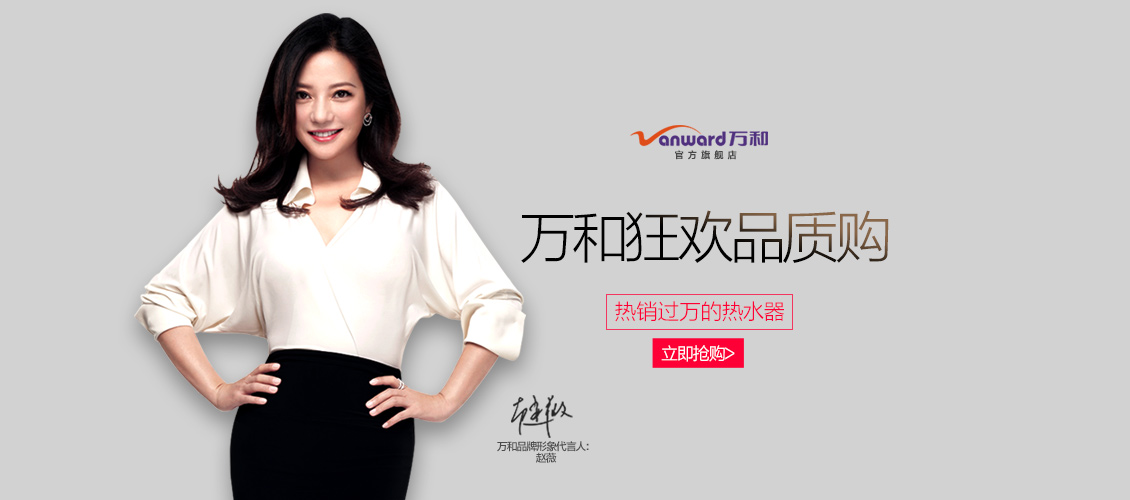 Vanward万和
官方旗舰店
万和狂欢品质购
热销过万的热水器
立即抢购>
赵薇
万和品牌形象代言人:
赵薇